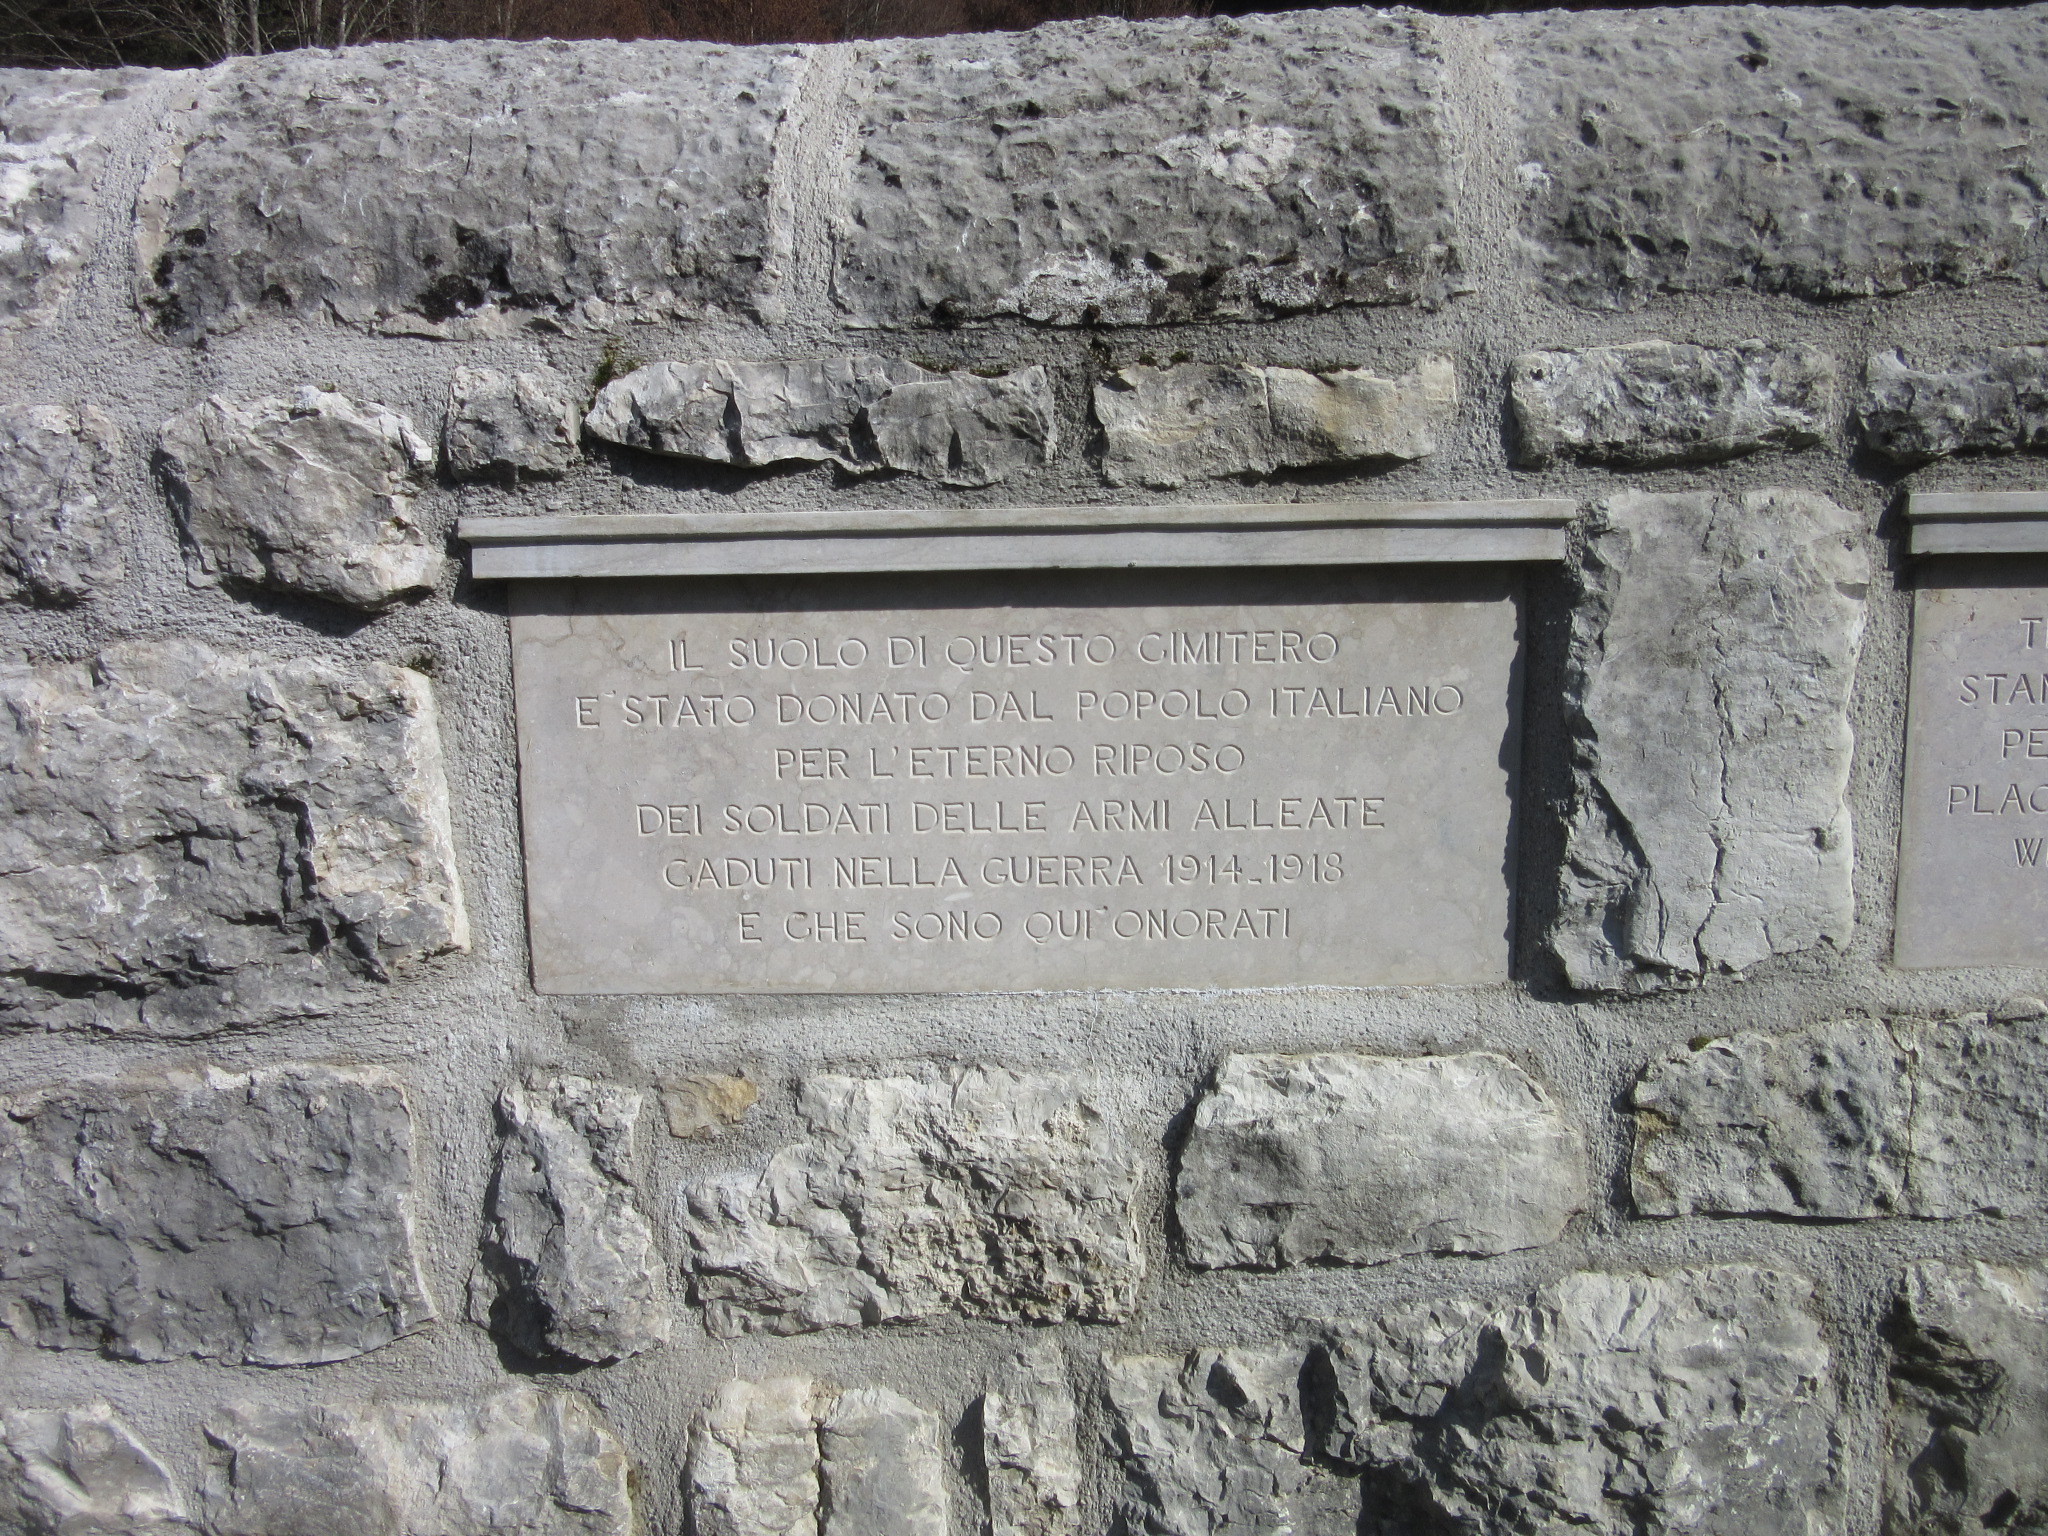 IL SUOLO DI QUESTO CIMITERO
E' STATO DONATO DAL POPOLO ITALIANO
PER L'ETERNO RIPOSO
DEI SOLDATI DELLE ARMI ALLEATE
CADUTI NELLA GUERRA 1914-1918
E CHE SONO QUI' ONORATI